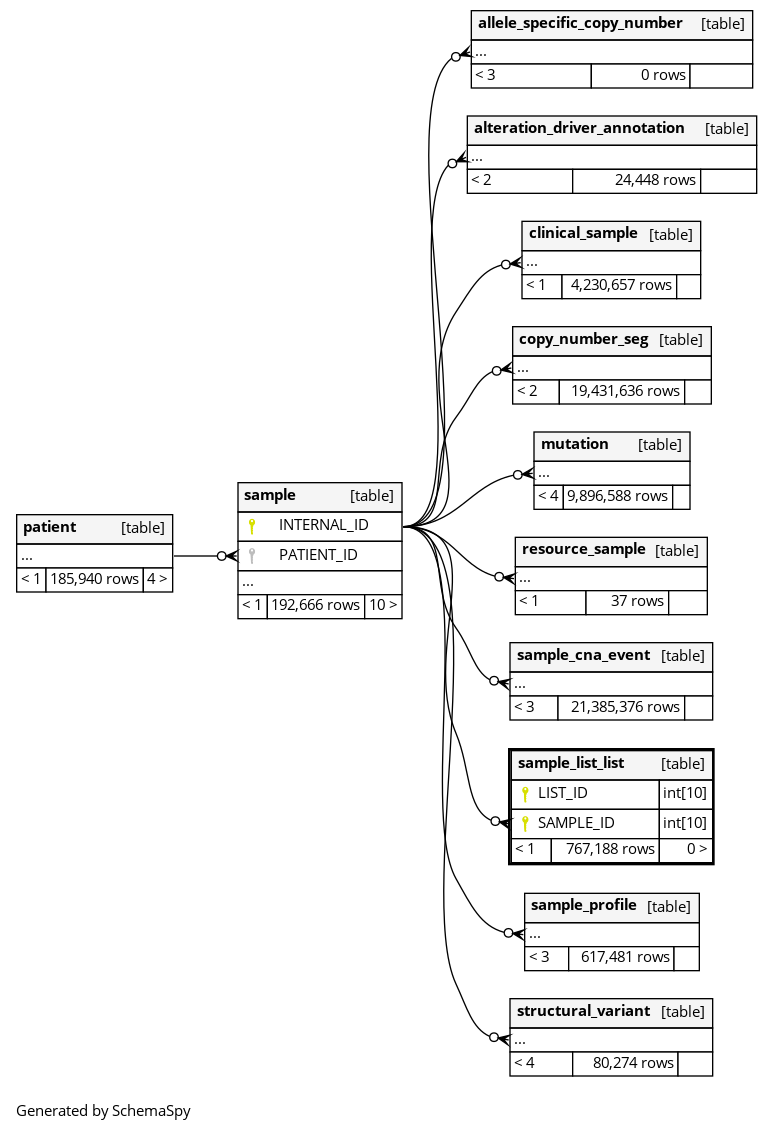 allele_specific_copy_number [table]
...
< 3 0 rows
alteration_driver_annotation [table]
...
< 2 24,448 rows
clinical_sample [table]
...
< 1 4,230,657 rows
copy_number_seg [table]
...
< 2 19,431,636 rows
mutation [table]
...
< 4 9,896,588 rows
sample [table]
INTERNAL_ID
PATIENT_ID
...
< 1 192,666 rows 10 >
patient [table]
...
< 1 185,940 rows 4 >
resource_sample [table]
...
< 1 37 rows
sample_cna_event [table]
...
< 3 21,385,376 rows
sample_list_list [table]
LIST_ID int[10]
SAMPLE_ID int[10]
< 1 767,188 rows 0 >
sample_profile [table]
...
< 3 617,481 rows
structural_variant [table]
...
< 4 80,274 rows
Generated by SchemaSpy